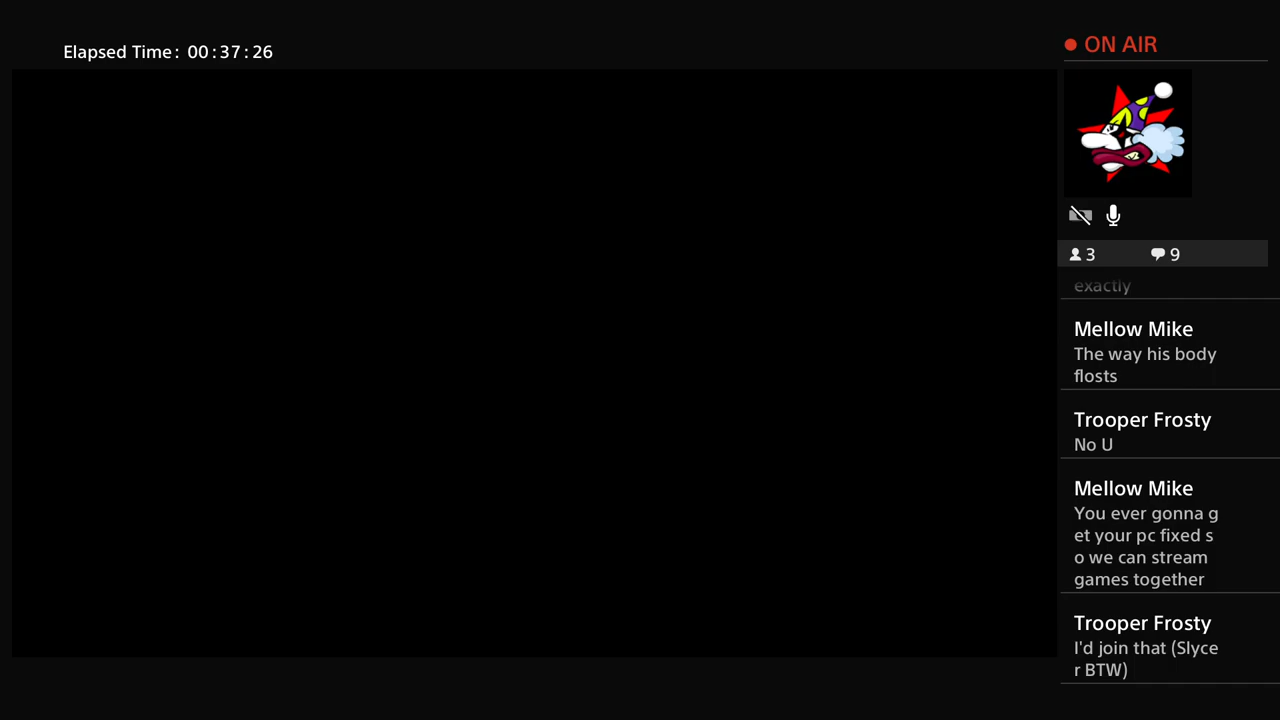 Elapsed Time: 00:37:26
ON AIR
3 9
exactly
Mellow Mike
The way his body
flosts
Trooper Frosty
No U
Mellow Mike
You ever gonna g
et your pc fixed s
o we can stream
games together
Trooper Frosty
I'd join that (Slyce
r BTW)